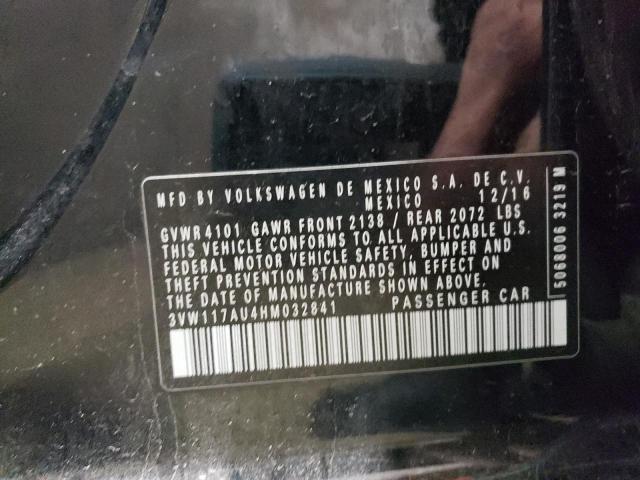 MFD BY VOLKSWAGEN DE MEXICO S.A. DE C.V.
MEXICO 12/16
GVWR 4101 GAWR FRONT 2138 / REAR 2072 LBS
THIS VEHICLE CONFORMS TO ALL APPLICABLE U.S.
FEDERAL MOTOR VEHICLE SAFETY, BUMPER AND
THEFT PREVENTION STANDARDS IN EFFECT ON
THE DATE OF MANUFACTURE SHOWN ABOVE.
3VW117AU4HM032841 PASSENGER CAR
5068006 3219 M